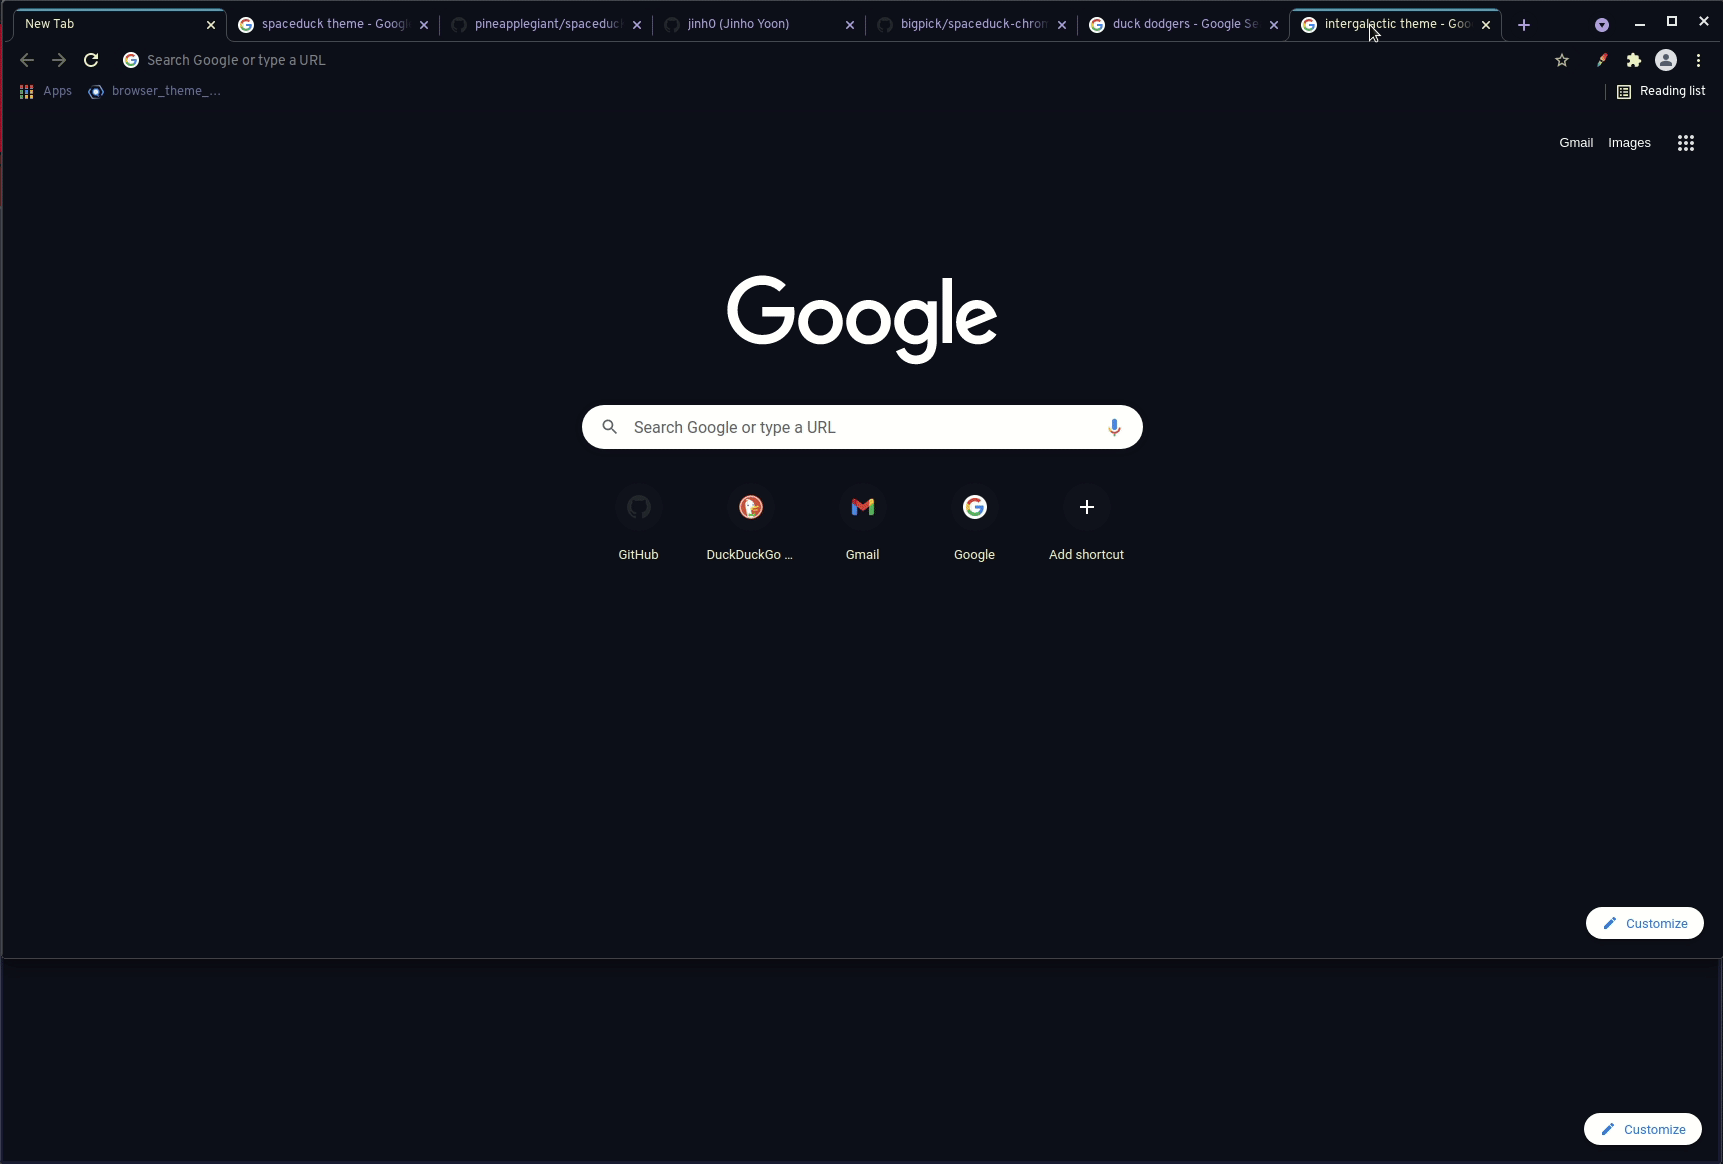 New Tab
spaceduck theme - Googl
pineapplegiant/spaceduc
jinh0 (Jinho Yoon)
bigpick/spaceduck-chron
duck dodgers - Google Se
intergalactic theme - Goo
Search Google or type a URL
Apps
browser_theme_...
Reading list
Gmail
Images
Google
Search Google or type a URL
GitHub
DuckDuckGo ...
Gmail
Google
Add shortcut
Customize
Customize